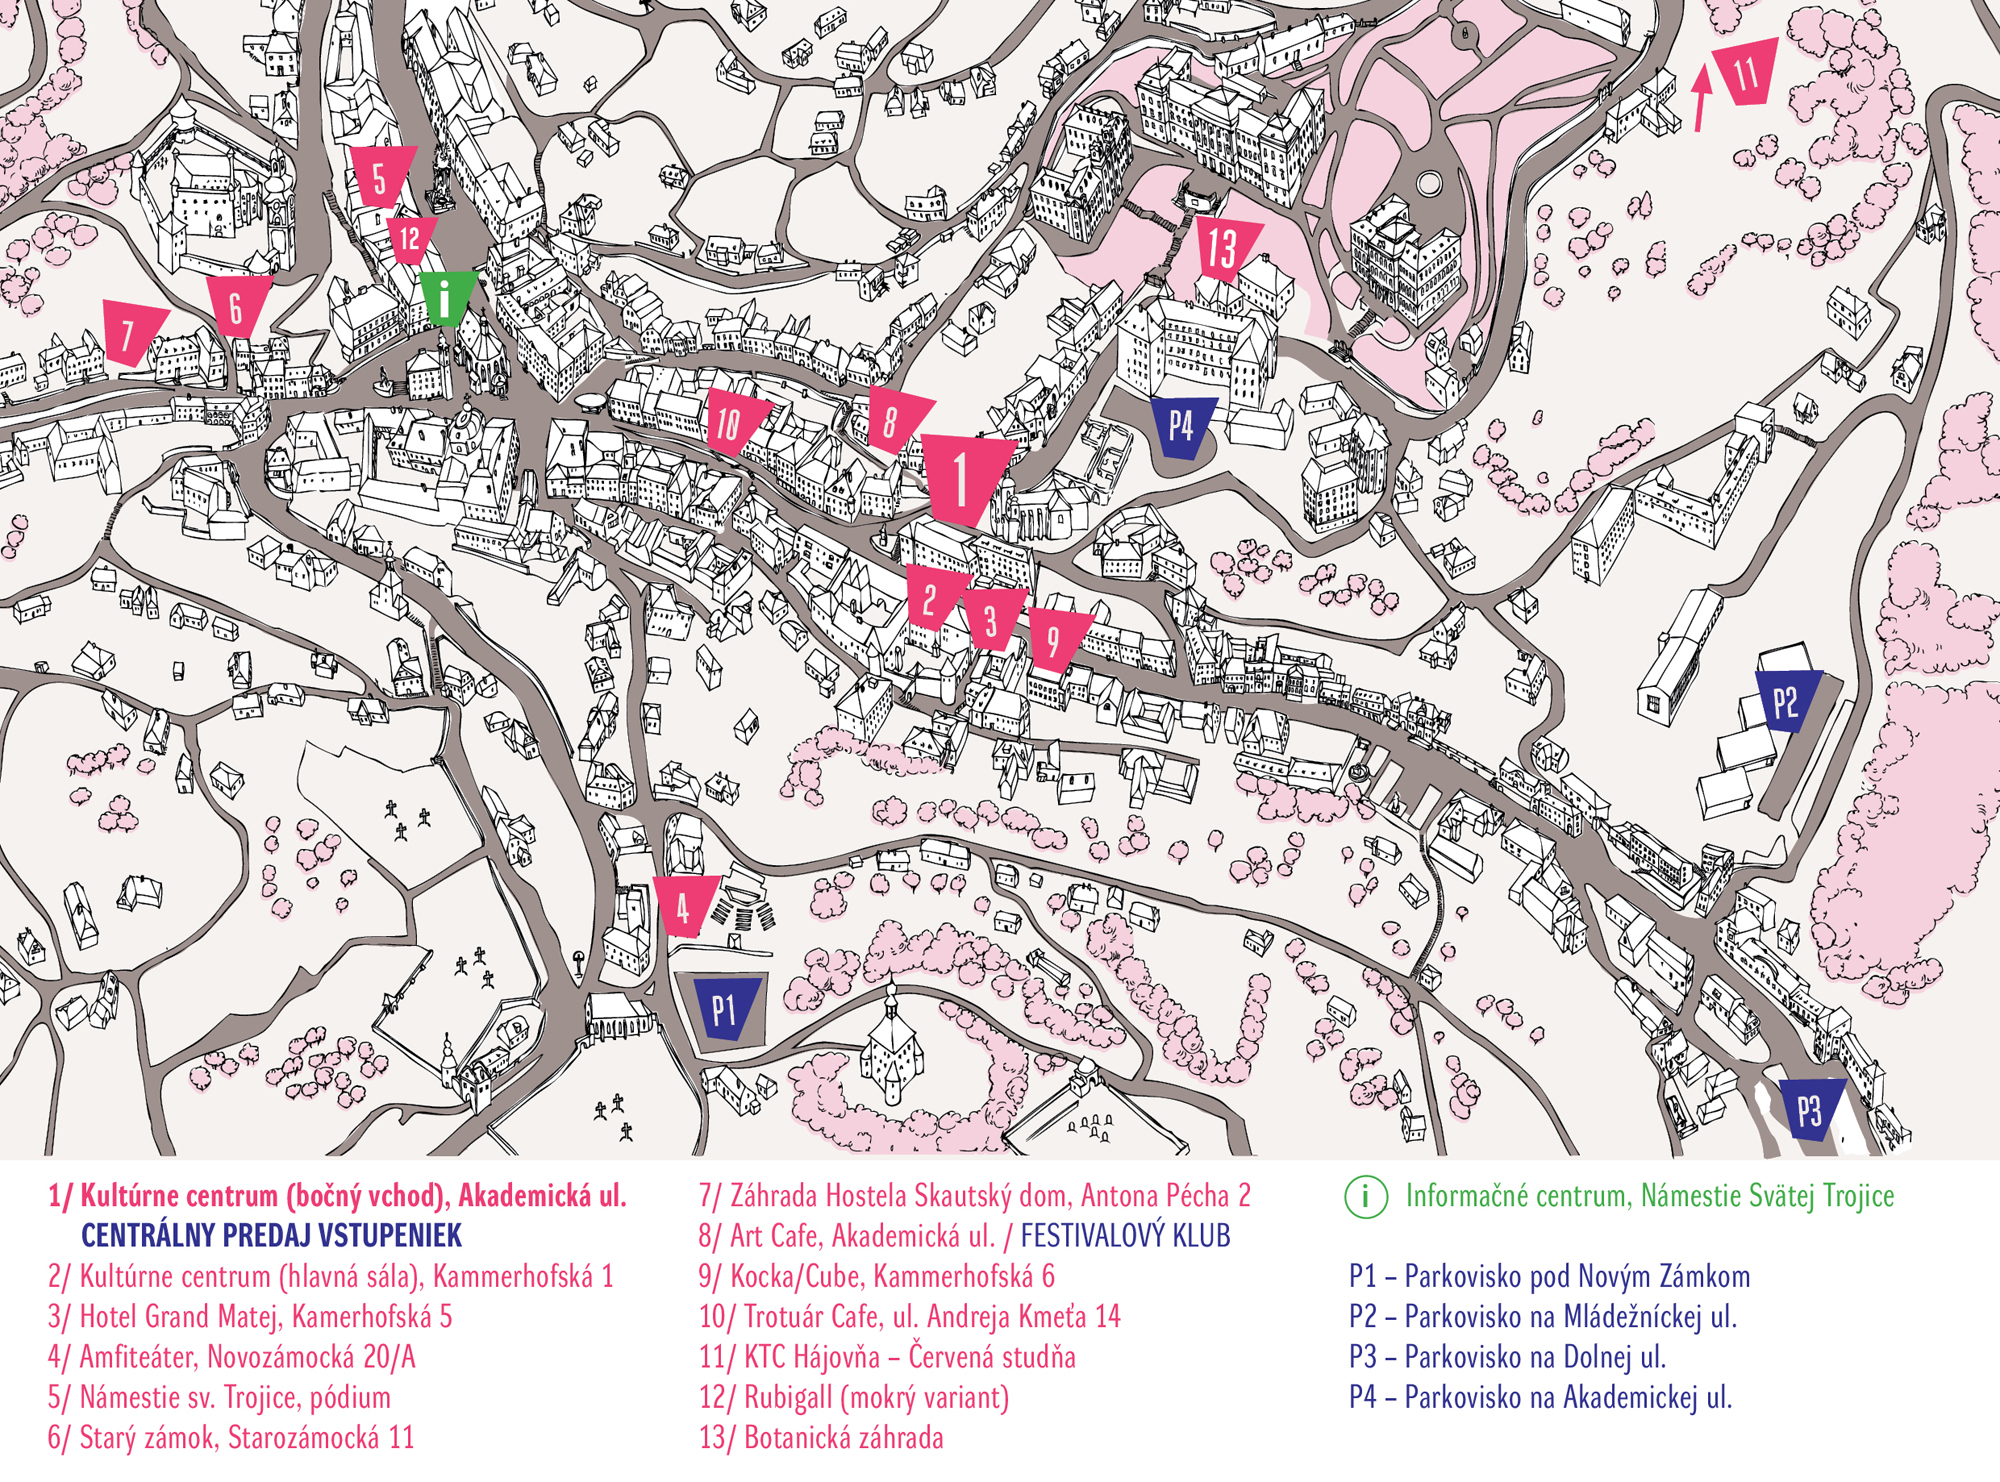 11
5
12
i
13
6
7
10
8
P4
1
2
3
9
P2
4
P1
P3
1/ Kultúrne centrum (bočný vchod), Akademická ul.
CENTRÁLNY PREDAJ VSTUPENIEK
2/ Kultúrne centrum (hlavná sála), Kammerhofská 1
3/ Hotel Grand Matej, Kamerhofská 5
4/ Amfiteáter, Novozámocká 20/A
5/ Námestie sv. Trojice, pódium
6/ Starý zámok, Starozámocká 11
7/ Záhrada Hostela Skautský dom, Antona Pécha 2
8/ Art Cafe, Akademická ul. / FESTIVALOVÝ KLUB
9/ Kocka/Cube, Kammerhofská 6
10/ Trotuár Cafe, ul. Andreja Kmeťa 14
11/ KTC Hájovňa – Červená studňa
12/ Rubigall (mokrý variant)
13/ Botanická záhrada
i Informačné centrum, Námestie Svätej Trojice
P1 – Parkovisko pod Novým Zámkom
P2 – Parkovisko na Mládežníckej ul.
P3 – Parkovisko na Dolnej ul.
P4 – Parkovisko na Akademickej ul.